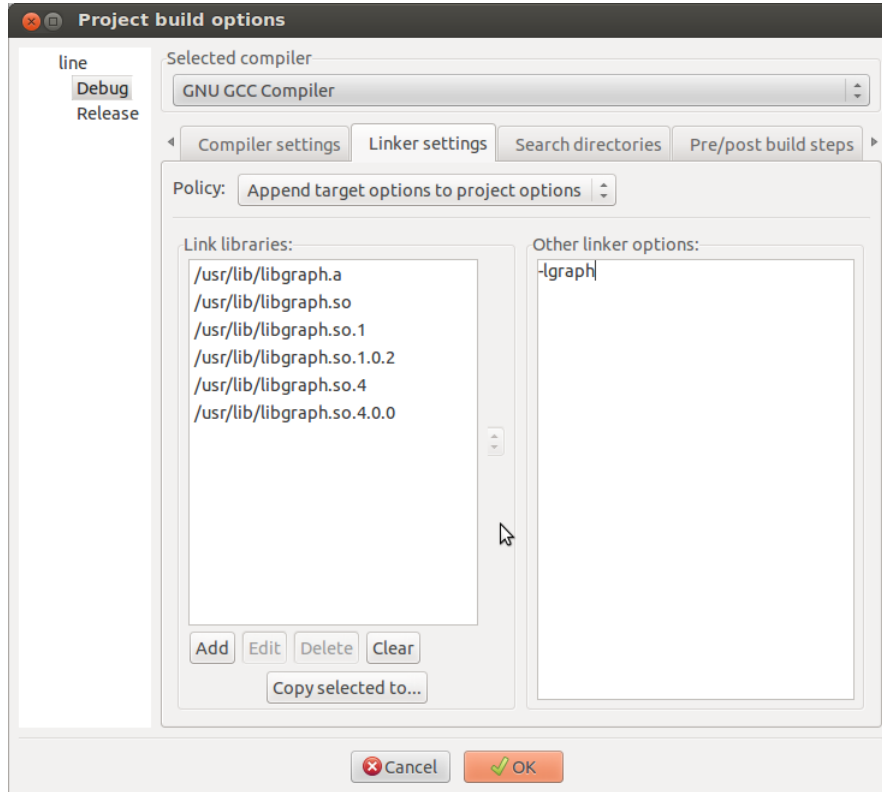 Project build options
line
Debug
Release
Selected compiler
GNU GCC Compiler
Compiler settings
Linker settings
Search directories
Pre/post build steps
Policy:
Append target options to project options
Link libraries:
/usr/lib/libgraph.a
/usr/lib/libgraph.so
/usr/lib/libgraph.so.1
/usr/lib/libgraph.so.1.0.2
/usr/lib/libgraph.so.4
/usr/lib/libgraph.so.4.0.0
Add
Edit
Delete
Clear
Copy selected to...
Other linker options:
-lgraph
Cancel
OK